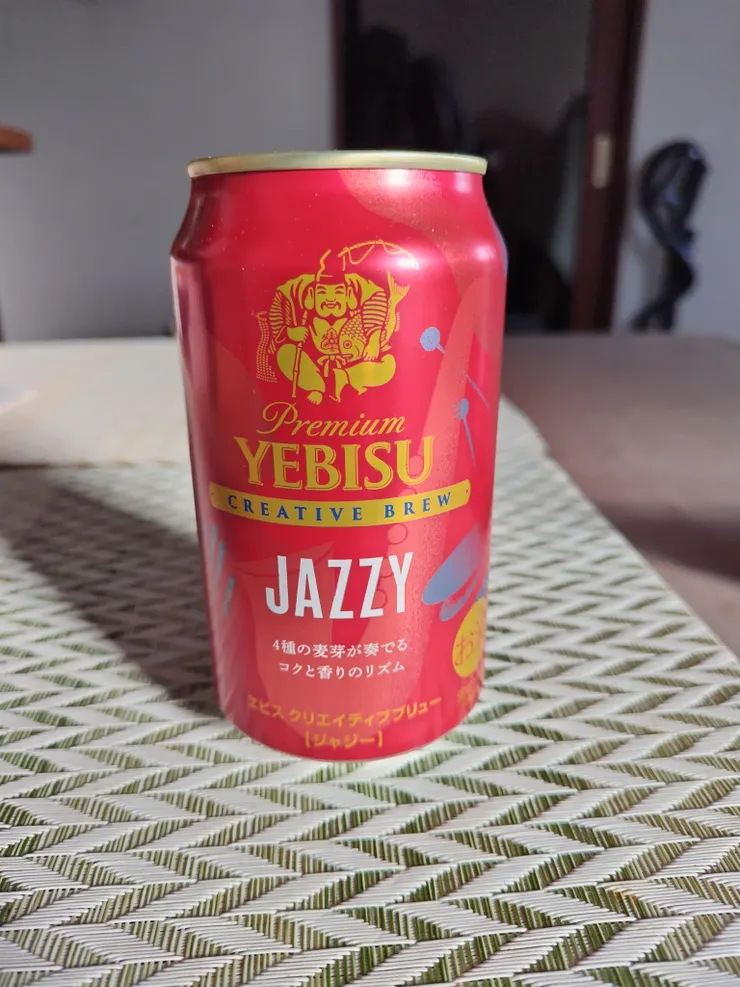 Premium
YEBISU
CREATIVE BREW
JAZZY
4種の麦芽が奏でる
コクと香りのリズム
ヱビス クリエイティブブリュー
【ジャジー】